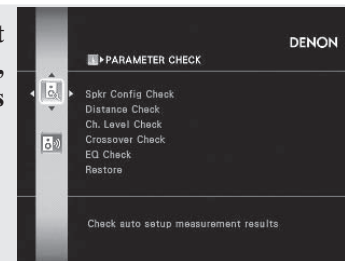 t
,
s
DENON
PARAMETER CHECK
Spkr Config Check
Distance Check
Ch. Level Check
Crossover Check
EQ Check
Restore
Check auto setup measurement results